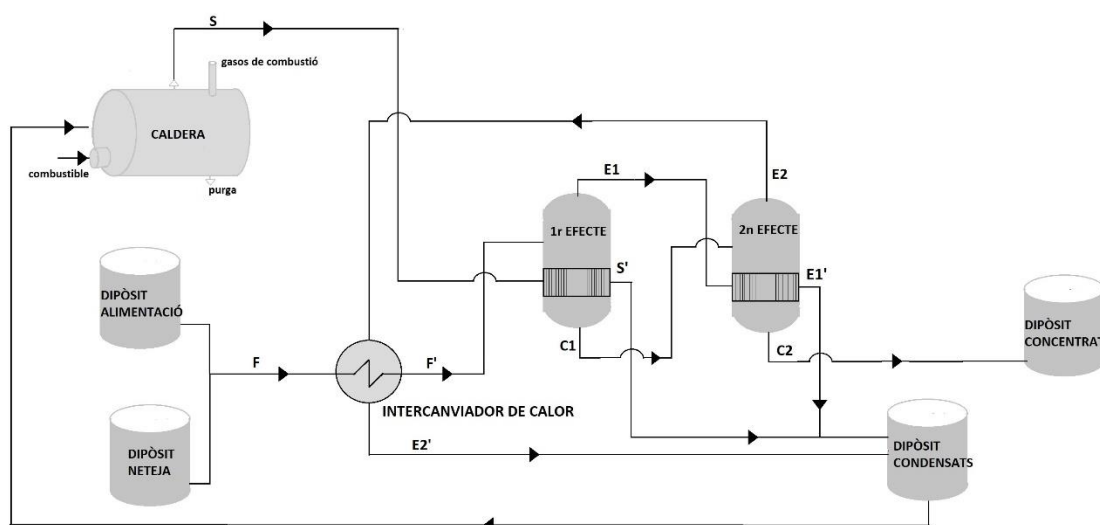 S
gasos de combustió
CALDERA
combustible
purga
E1
E2
1r EFECTE
2n EFECTE
S'
E1'
DIPÒSIT
ALIMENTACIÓ
DIPÒSIT
CONCENTRAT
C1
C2
F
F'
INTERCANVIADOR DE CALOR
DIPÒSIT
NETEJA
E2'
DIPÒSIT
CONDENSATS